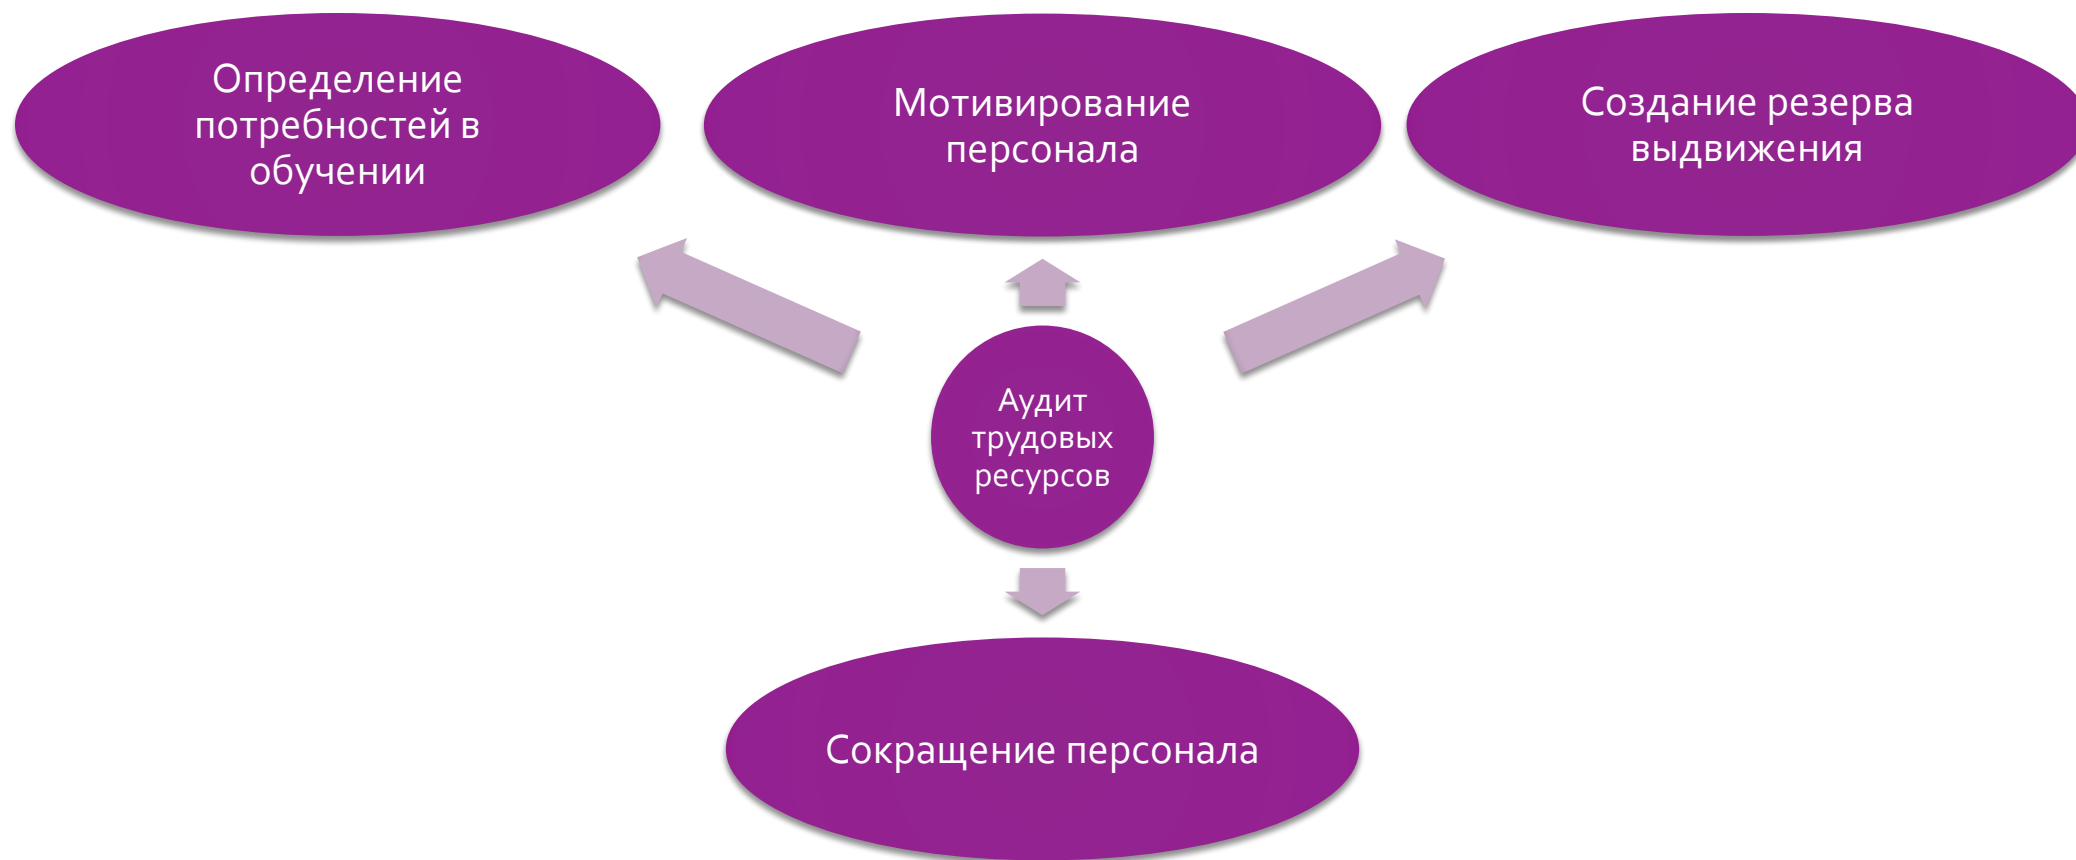 Определение
потребностей в
обучении
Мотивирование
персонала
Создание резерва
выдвижения
Аудит
трудовых
ресурсов
Сокращение персонала